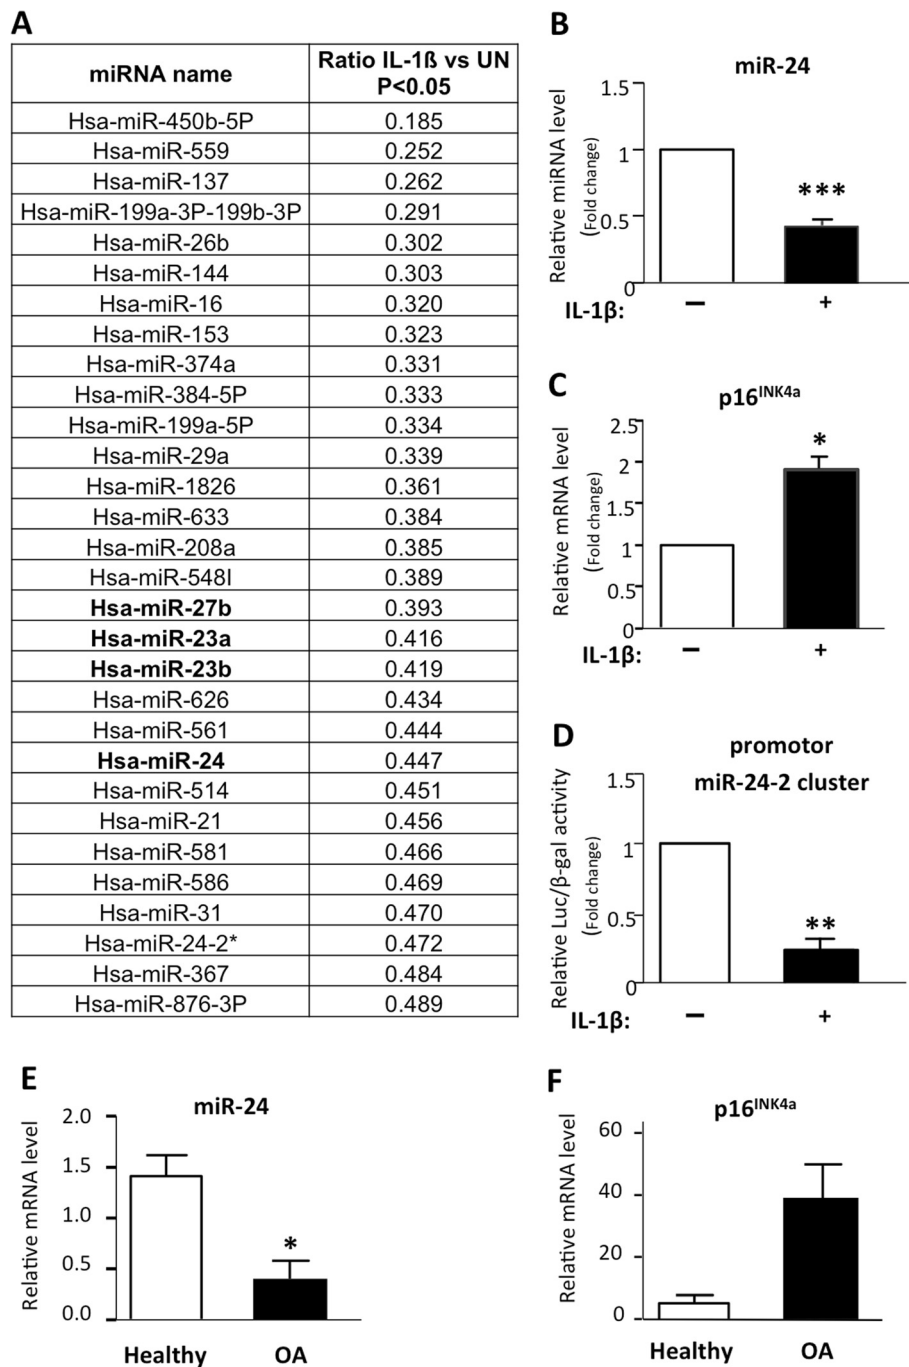 A
miRNA name Ratio IL-1ß vs UN
P<0.05
Hsa-miR-450b-5P 0.185
Hsa-miR-559 0.252
Hsa-miR-137 0.262
Hsa-miR-199a-3P-199b-3P 0.291
Hsa-miR-26b 0.302
Hsa-miR-144 0.303
Hsa-miR-16 0.320
Hsa-miR-153 0.323
Hsa-miR-374a 0.331
Hsa-miR-384-5P 0.333
Hsa-miR-199a-5P 0.334
Hsa-miR-29a 0.339
Hsa-miR-1826 0.361
Hsa-miR-633 0.384
Hsa-miR-208a 0.385
Hsa-miR-548I 0.389
Hsa-miR-27b 0.393
Hsa-miR-23a 0.416
Hsa-miR-23b 0.419
Hsa-miR-626 0.434
Hsa-miR-561 0.444
Hsa-miR-24 0.447
Hsa-miR-514 0.451
Hsa-miR-21 0.456
Hsa-miR-581 0.466
Hsa-miR-586 0.469
Hsa-miR-31 0.470
Hsa-miR-24-2* 0.472
Hsa-miR-367 0.484
Hsa-miR-876-3P 0.489
B
miR-24
Relative miRNA level
(Fold change)
1.5
1
0.5
0
***
IL-1β: − +
C
p16INK4a
Relative mRNA level
(Fold change)
2.5
2
1
0.5
0
*
IL-1β: − +
D
promotor
miR-24-2 cluster
Relative Luc/β-gal activity
(Fold change)
1.5
1
0.5
0
**
IL-1β: − +
E
miR-24
Relative mRNA level
2.0
1.5
1.0
0.5
0.0
*
Healthy OA
F
p16INK4a
Relative mRNA level
60
40
20
0
Healthy OA